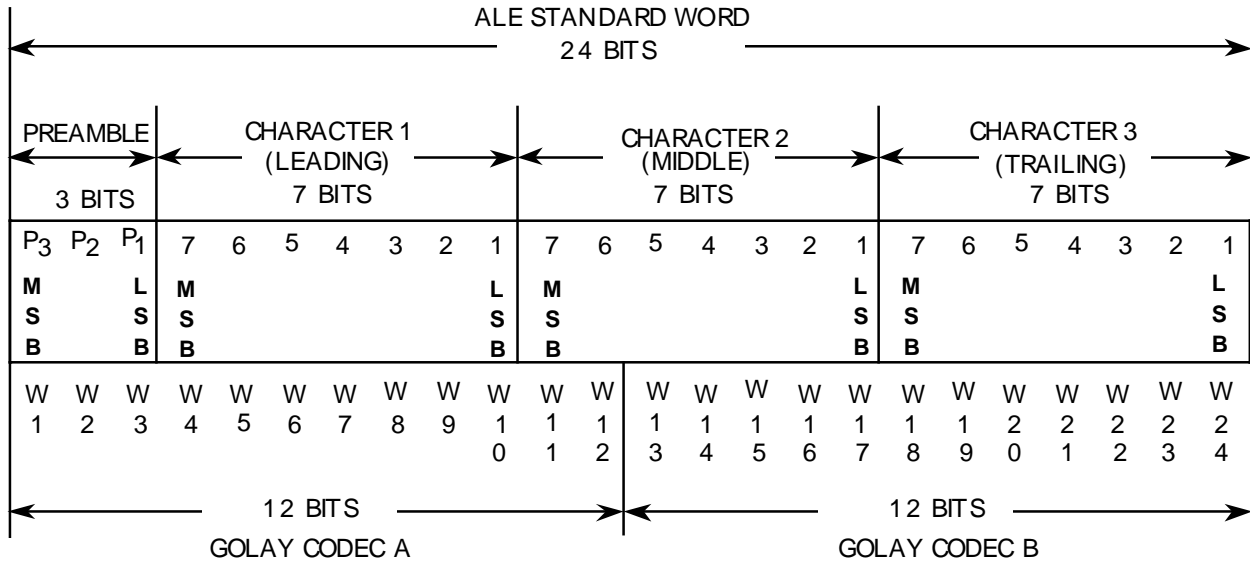 ALE STANDARD WORD
24 BITS
PREAMBLE
3 BITS
CHARACTER 1
(LEADING)
7 BITS
CHARACTER 2
(MIDDLE)
7 BITS
CHARACTER 3
(TRAILING)
7 BITS
P3 P2 P1 7 6 5 4 3 2 1 7 6 5 4 3 2 1 7 6 5 4 3 2 1
MSB LSB MSB LSB MSB LSB MSB LSB
W1 W2 W3 W4 W5 W6 W7 W8 W9 W10 W11 W12 W13 W14 W15 W16 W17 W18 W19 W20 W21 W22 W23 W24
12 BITS
GOLAY CODEC A
12 BITS
GOLAY CODEC B